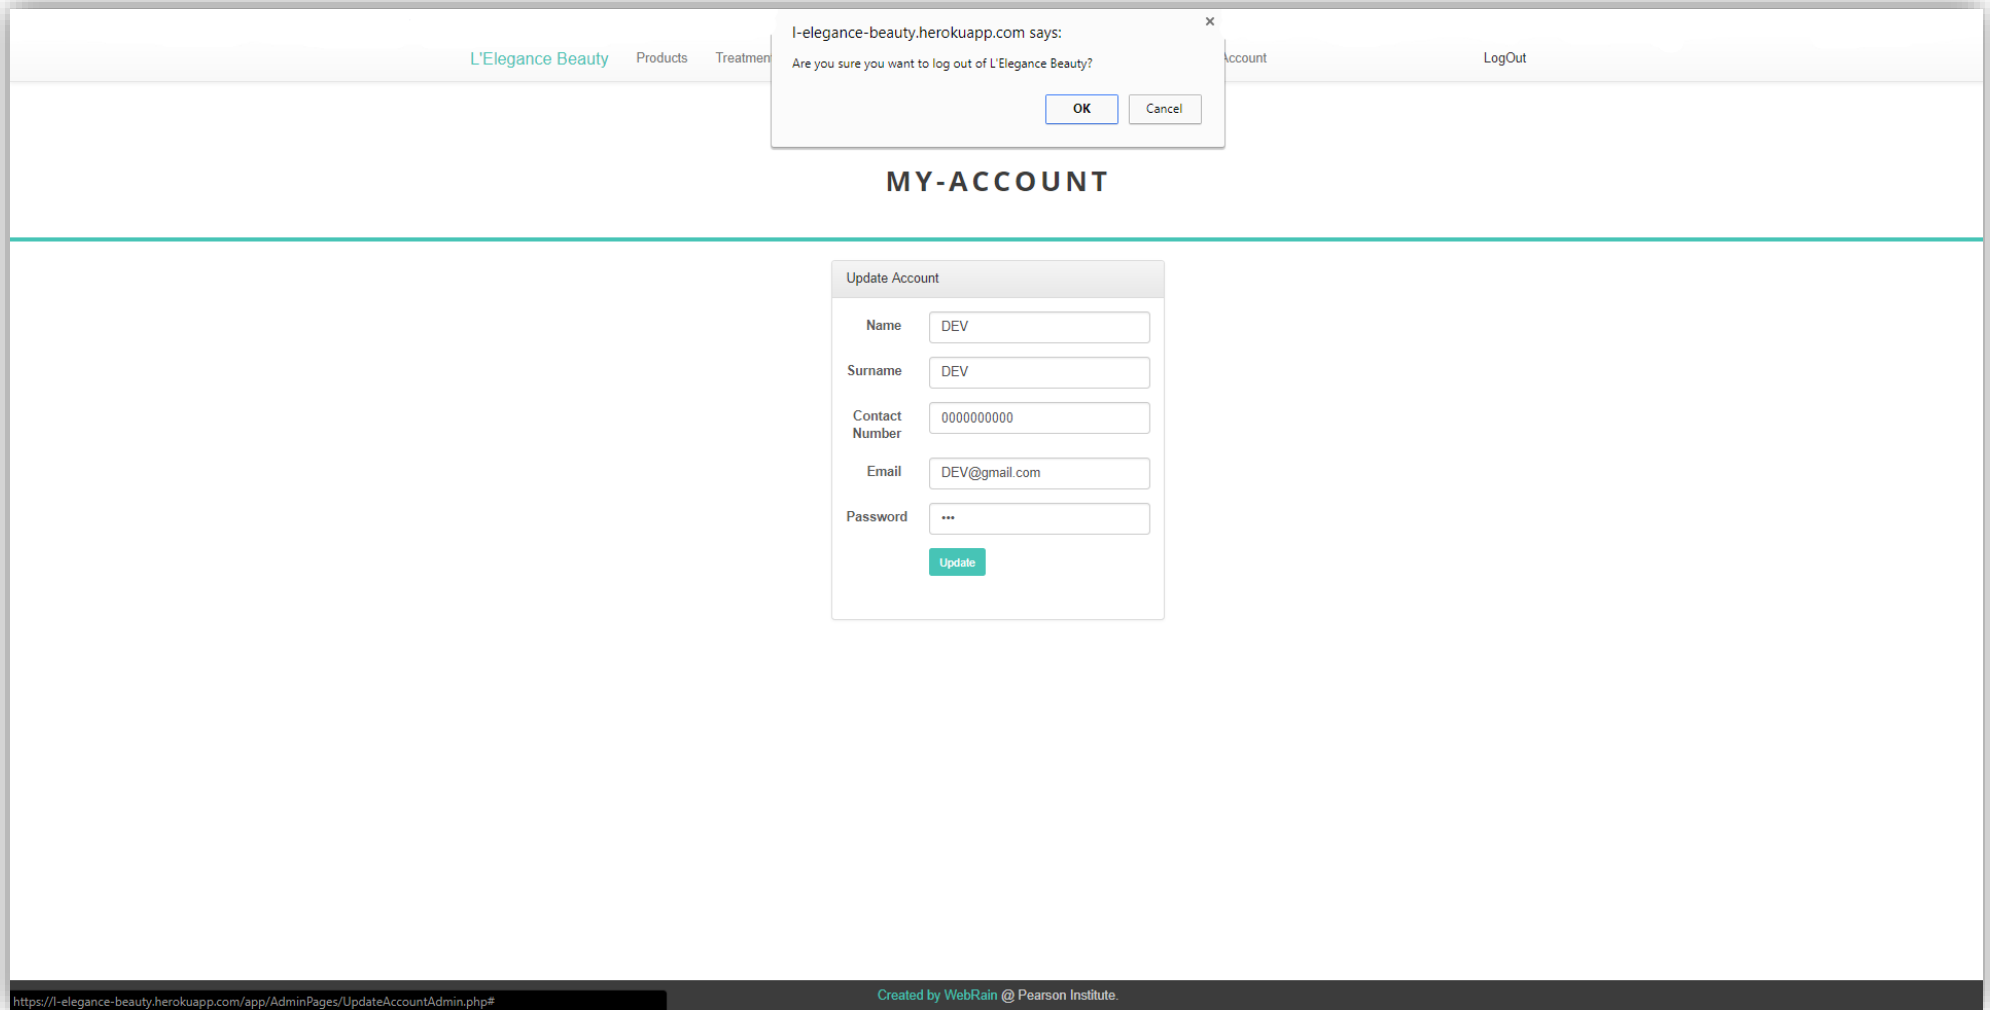 l-elegance-beauty.herokuapp.com says:
Are you sure you want to log out of L'Elegance Beauty?
OK Cancel
L'Elegance Beauty Products Treatmen Account LogOut
MY-ACCOUNT
Update Account
Name DEV
Surname DEV
Contact Number 0000000000
Email DEV@gmail.com
Password •••
Update
https://l-elegance-beauty.herokuapp.com/app/AdminPages/UpdateAccountAdmin.php#
Created by WebRain @ Pearson Institute.